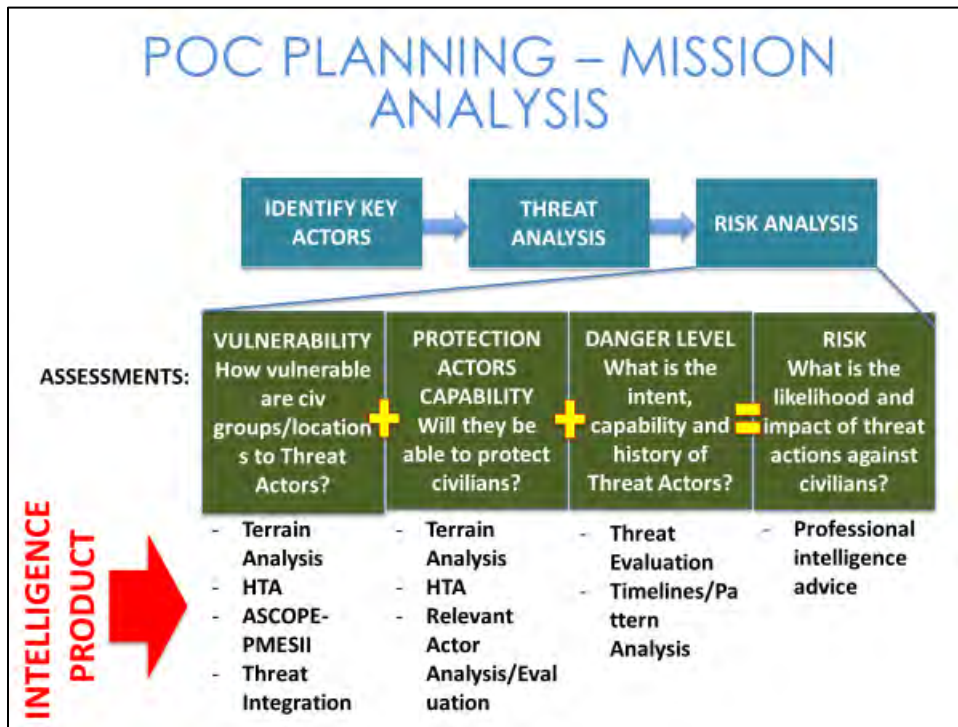 POC PLANNING – MISSION
ANALYSIS
IDENTIFY KEY
ACTORS
THREAT
ANALYSIS
RISK ANALYSIS
ASSESSMENTS:
VULNERABILITY
How vulnerable
are civ
groups/location
s to Threat
Actors?
PROTECTION
ACTORS
CAPABILITY
Will they be
able to protect
civilians?
DANGER LEVEL
What is the
intent,
capability and
history of
Threat Actors?
RISK
What is the
likelihood and
impact of threat
actions against
civilians?
+
+
=
INTELLIGENCE
PRODUCT
- Terrain
Analysis
- HTA
- ASCOPE-
PMESII
- Threat
Integration
- Terrain
Analysis
- HTA
- Relevant
Actor
Analysis/Eval
uation
- Threat
Evaluation
- Timelines/Pa
ttern
Analysis
- Professional
intelligence
advice